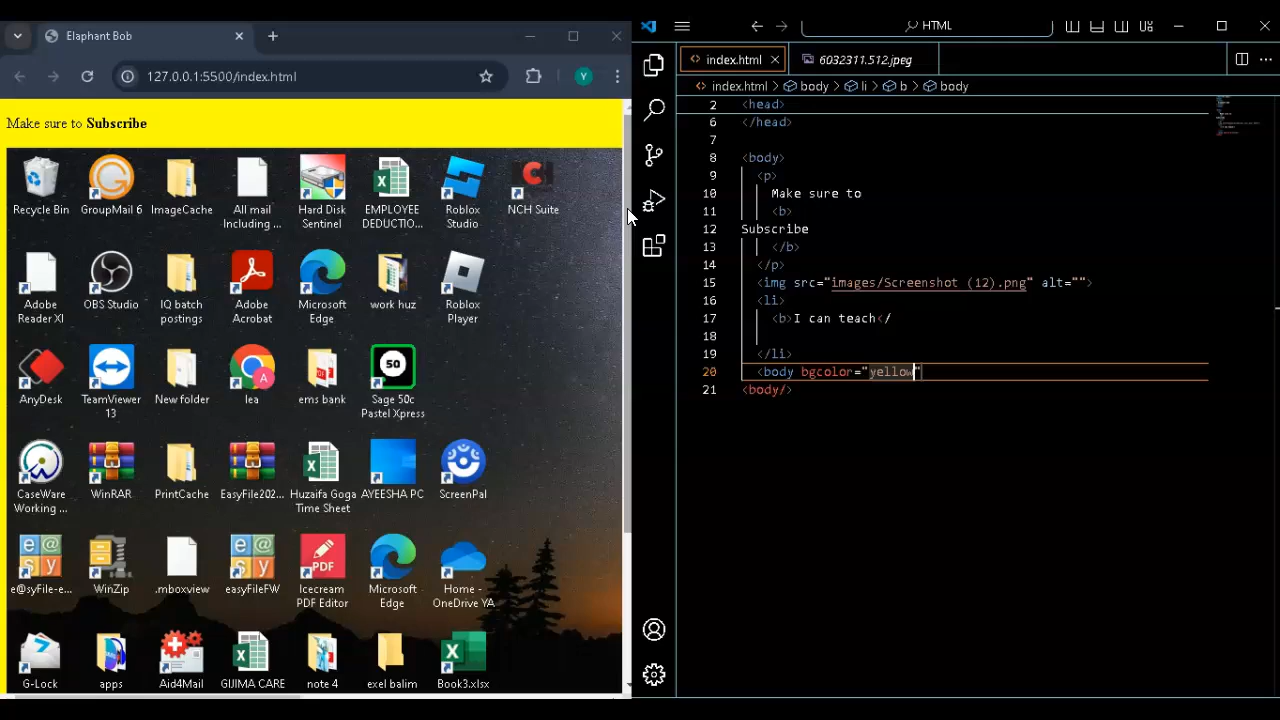 Elaphant Bob
127.0.0.1:5500/index.html
Y
Make sure to Subscribe
Recycle Bin
GroupMail 6
ImageCache
All mail
Including ...
Hard Disk
Sentinel
EMPLOYEE
DEDUCTIO...
Roblox
Studio
NCH Suite
Adobe
Reader XI
OBS Studio
IQ batch
postings
Adobe
Acrobat
Microsoft
Edge
work huz
Roblox
Player
AnyDesk
TeamViewer
13
New folder
A
lea
ems bank
50
Sage 50c
Pastel Xpress
CaseWare
Working ...
WinRAR
PrintCache
EasyFile202...
Huzaifa Goga
Time Sheet
AYEESHA PC
ScreenPal
e@syFile-e...
WinZip
.mboxview
easyFileFW
PDF
Icecream
PDF Editor
Microsoft
Edge
Home -
OneDrive YA
G-Lock
apps
Aid4Mail
GIJIMA CARE
note 4
exel balim
Book3.xlsx
HTML
index.html
6032311.512.jpeg
index.html > body > li > b > body
2 <head>
6 </head>
7
8 <body>
9 <p>
10 Make sure to
11 <b>
12 Subscribe
13 </b>
14 </p>
15 <img src="images/Screenshot (12).png" alt="">
16 <li>
17 <b>I can teach</
18
19 </li>
20 <body bgcolor="yellow"
21 <body/>